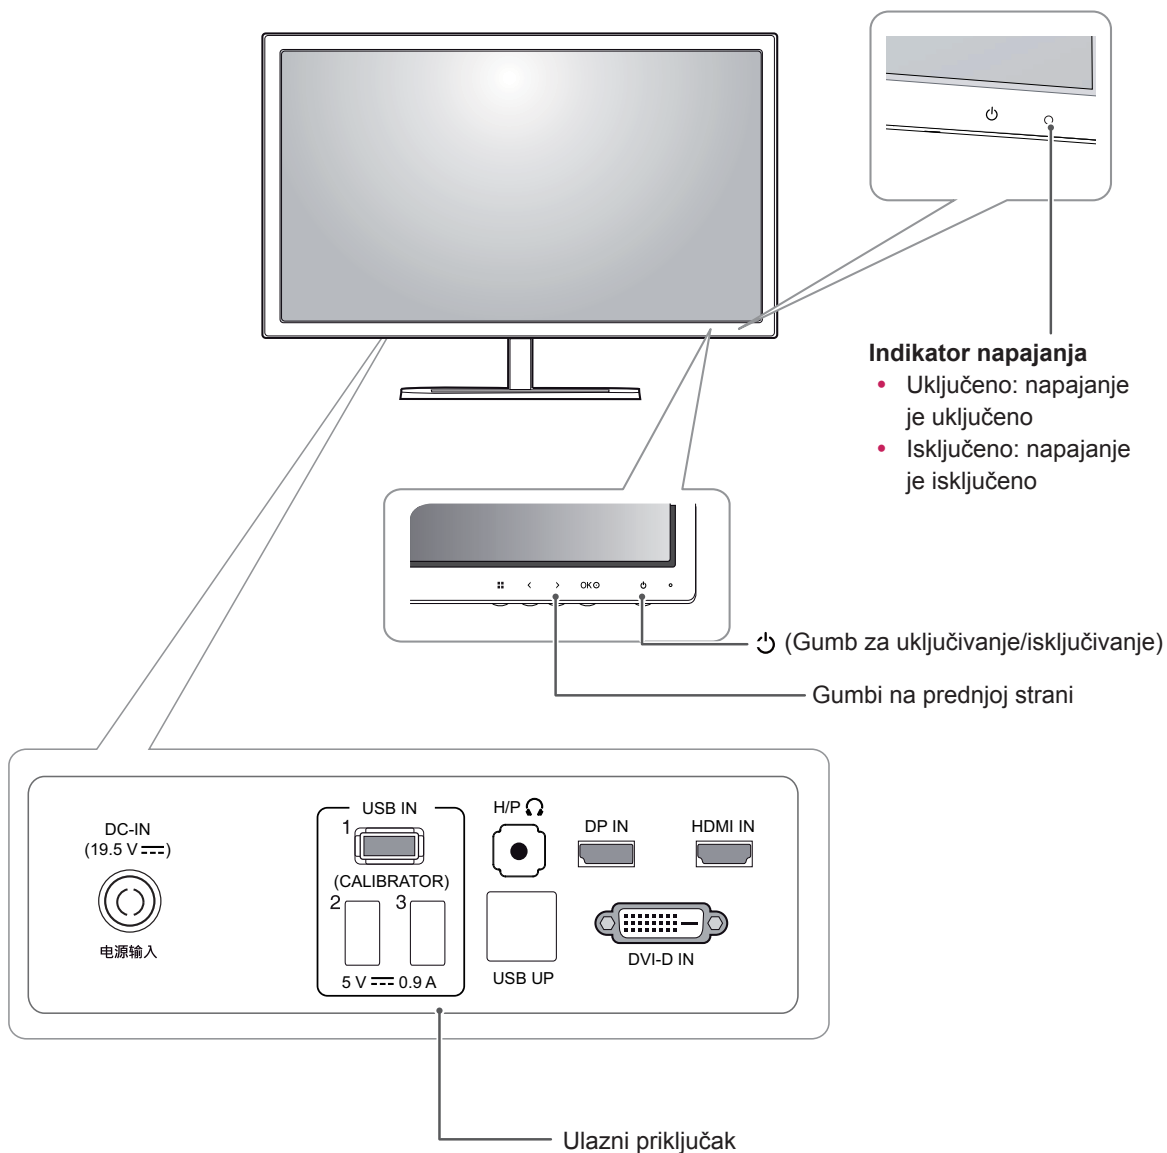 Indikator napajanja
• Uključeno: napajanje
je uključeno
• Isključeno: napajanje
je isključeno
OK
(Gumb za uključivanje/isključivanje)
Gumbi na prednjoj strani
DC-IN
(19.5 V ⎓)
电源输入
USB IN
1
(CALIBRATOR)
2 3
5 V ⎓ 0.9 A
H/P
USB UP
DP IN
HDMI IN
DVI-D IN
Ulazni priključak